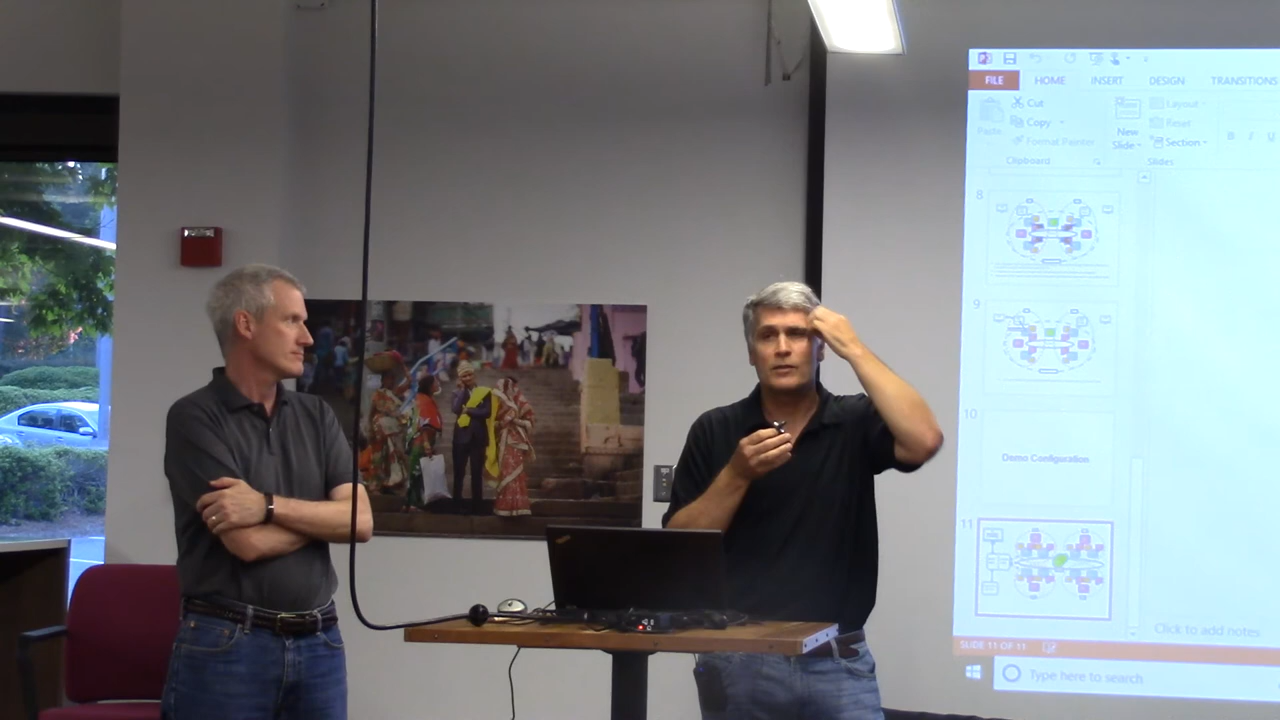 FILE HOME INSERT DESIGN TRANSITIONS
Cut
Copy
Format Painter
Paste
Clipboard
New
Slide
Layout
Reset
Section
Slides
B I U
8
9
10
Demo Configuration
11
Click to add notes
SLIDE 11 OF 11
Type here to search